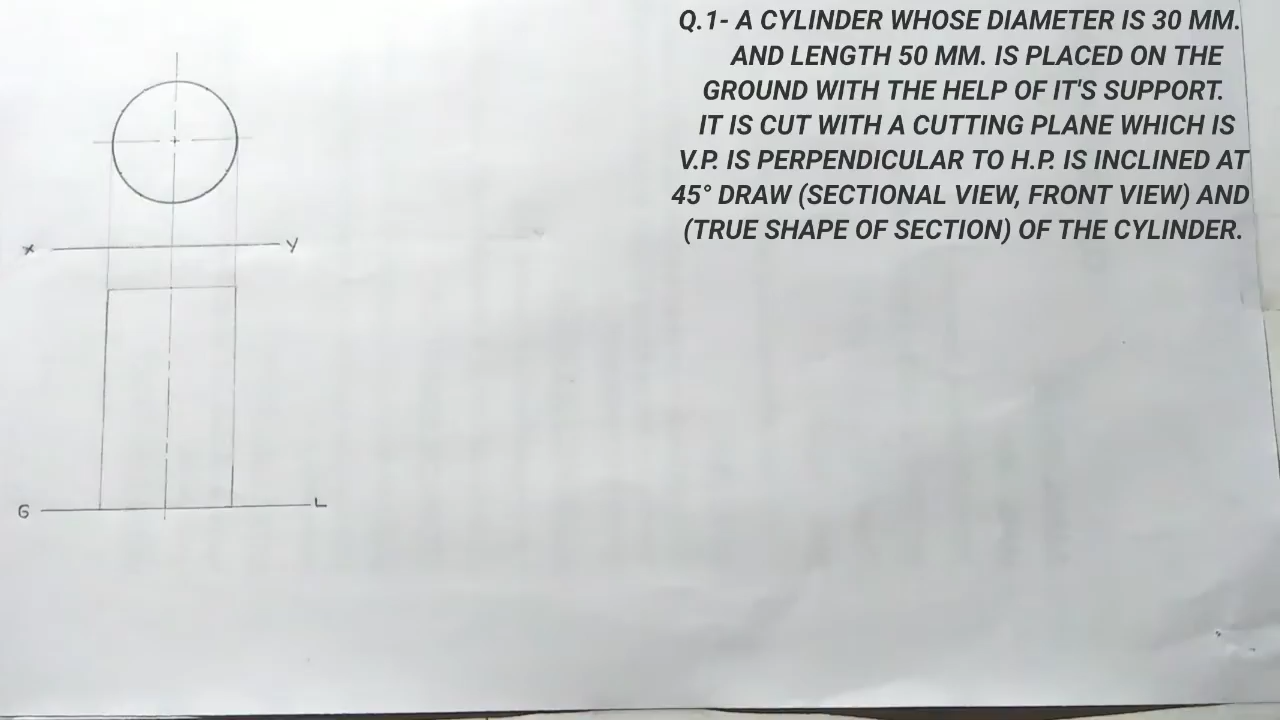 Q.1- A CYLINDER WHOSE DIAMETER IS 30 MM.
AND LENGTH 50 MM. IS PLACED ON THE
GROUND WITH THE HELP OF IT'S SUPPORT.
IT IS CUT WITH A CUTTING PLANE WHICH IS
V.P. IS PERPENDICULAR TO H.P. IS INCLINED AT
45° DRAW (SECTIONAL VIEW, FRONT VIEW) AND
(TRUE SHAPE OF SECTION) OF THE CYLINDER.
X Y
G L